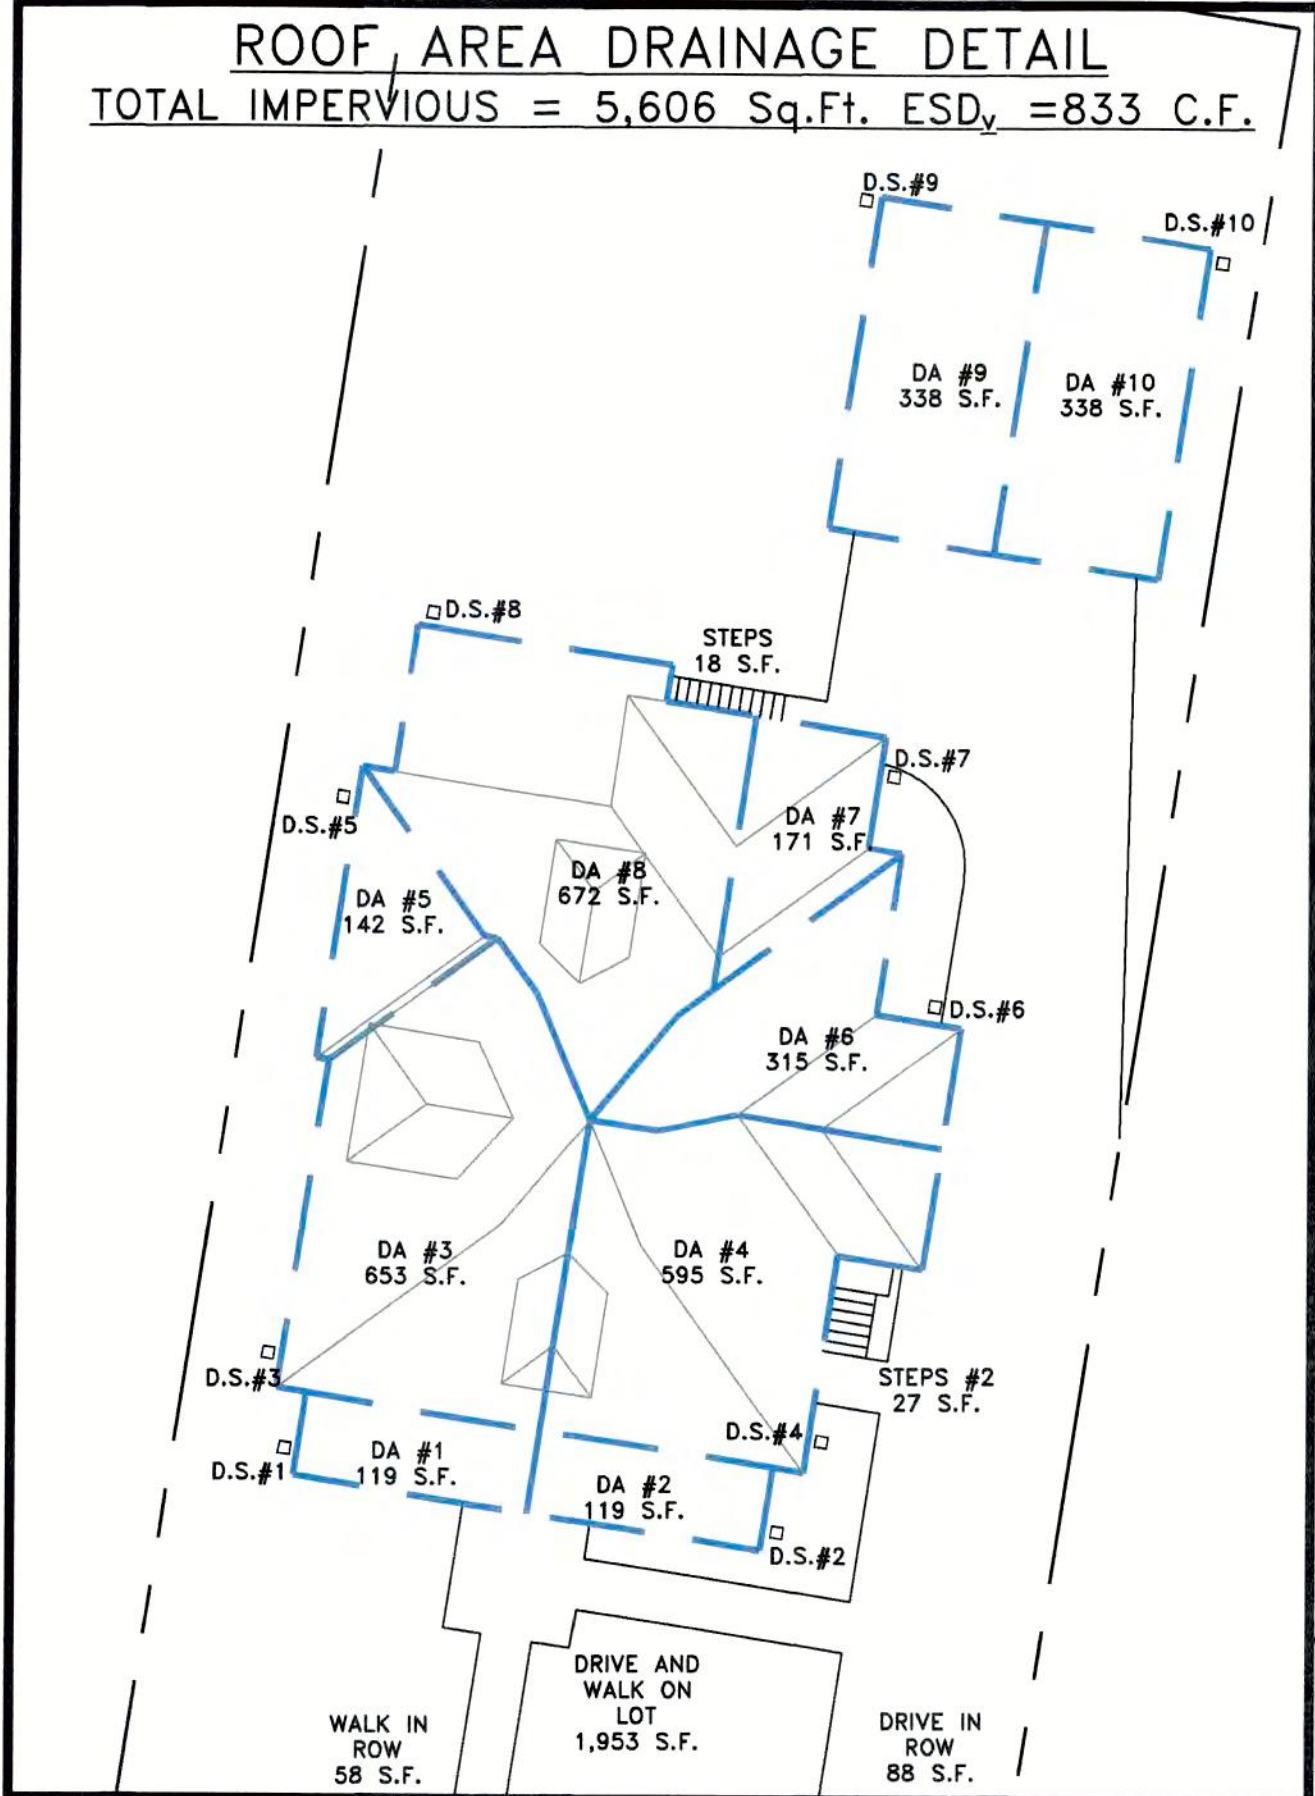 ROOF AREA DRAINAGE DETAIL
TOTAL IMPERVIOUS = 5,606 Sq.Ft. ESDv =833 C.F.
D.S.#9
D.S.#10
DA #9
338 S.F.
DA #10
338 S.F.
D.S.#8
STEPS
18 S.F.
D.S.#7
D.S.#5
DA #7
171 S.F.
DA #8
672 S.F.
DA #5
142 S.F.
D.S.#6
DA #6
315 S.F.
DA #3
653 S.F.
DA #4
595 S.F.
D.S.#3
STEPS #2
27 S.F.
D.S.#4
D.S.#1
DA #1
119 S.F.
DA #2
119 S.F.
D.S.#2
DRIVE AND
WALK ON
LOT
1,953 S.F.
WALK IN
ROW
58 S.F.
DRIVE IN
ROW
88 S.F.